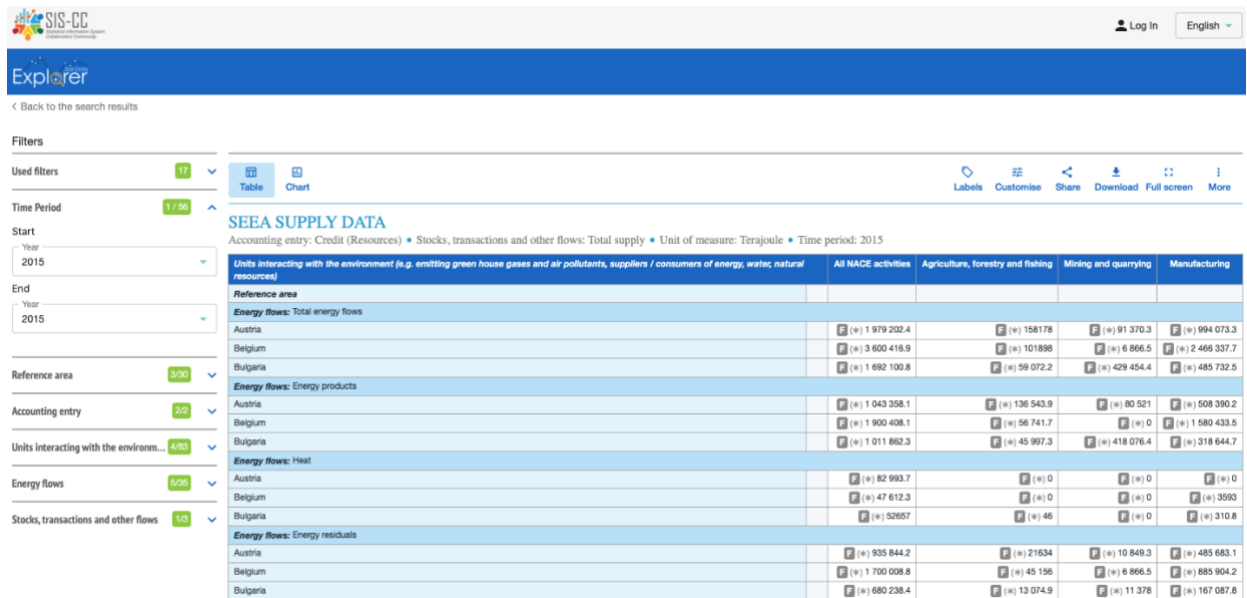 SIS-CC
Statistical Information System
Collaboration Community
Log In
English
Explorer
< Back to the search results
Filters
Used filters 17
Time Period 1 / 56
Start
Year
2015
End
Year
2015
Reference area 3/30
Accounting entry 2/2
Units interacting with the environm... 4/83
Energy flows 5/35
Stocks, transactions and other flows 1/3
Table Chart Labels Customise Share Download Full screen More
SEEA SUPPLY DATA
Accounting entry: Credit (Resources) • Stocks, transactions and other flows: Total supply • Unit of measure: Terajoule • Time period: 2015
Units interacting with the environment (e.g. emitting green house gases and air pollutants, suppliers / consumers of energy, water, natural resources) All NACE activities Agriculture, forestry and fishing Mining and quarrying Manufacturing
Reference area
Energy flows: Total energy flows
Austria F (*) 1 979 202.4 F (*) 158178 F (*) 91 370.3 F (*) 994 073.3
Belgium F (*) 3 600 416.9 F (*) 101898 F (*) 6 866.5 F (*) 2 466 337.7
Bulgaria F (*) 1 692 100.8 F (*) 59 072.2 F (*) 429 454.4 F (*) 485 732.5
Energy flows: Energy products
Austria F (*) 1 043 358.1 F (*) 136 543.9 F (*) 80 521 F (*) 508 390.2
Belgium F (*) 1 900 408.1 F (*) 56 741.7 F (*) 0 F (*) 1 580 433.5
Bulgaria F (*) 1 011 862.3 F (*) 45 997.3 F (*) 418 076.4 F (*) 318 644.7
Energy flows: Heat
Austria F (*) 82 993.7 F (*) 0 F (*) 0 F (*) 0
Belgium F (*) 47 612.3 F (*) 0 F (*) 0 F (*) 3593
Bulgaria F (*) 52657 F (*) 46 F (*) 0 F (*) 310.8
Energy flows: Energy residuals
Austria F (*) 935 844.2 F (*) 21634 F (*) 10 849.3 F (*) 485 683.1
Belgium F (*) 1 700 008.8 F (*) 45 156 F (*) 6 866.5 F (*) 885 904.2
Bulgaria F (*) 680 238.4 F (*) 13 074.9 F (*) 11 378 F (*) 167 087.8